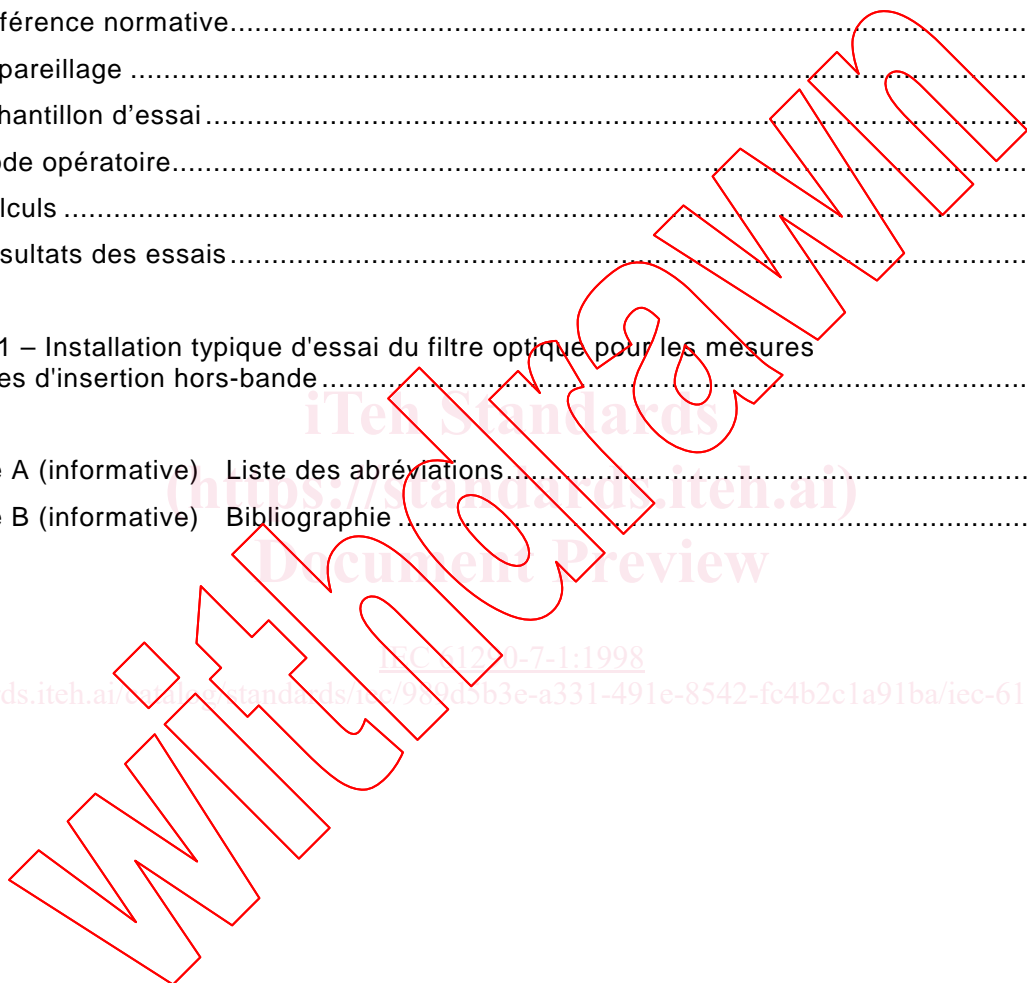 férence normative
pareillage
hantillon d’essai
ode opératoire
lculs
sultats des essais
1 – Installation typique d'essai du filtre optique pour les mesures
es d'insertion hors-bande
e A (informative) Liste des abréviations
e B (informative) Bibliographie
iTeh Standards
(https://standards.iteh.ai)
Document Preview
IEC 61290-7-1:1998
ds.iteh.ai/catalog/standards/iec/989d5b3e-a331-491e-8542-fc4b2c1a91ba/iec-61
withdrawn